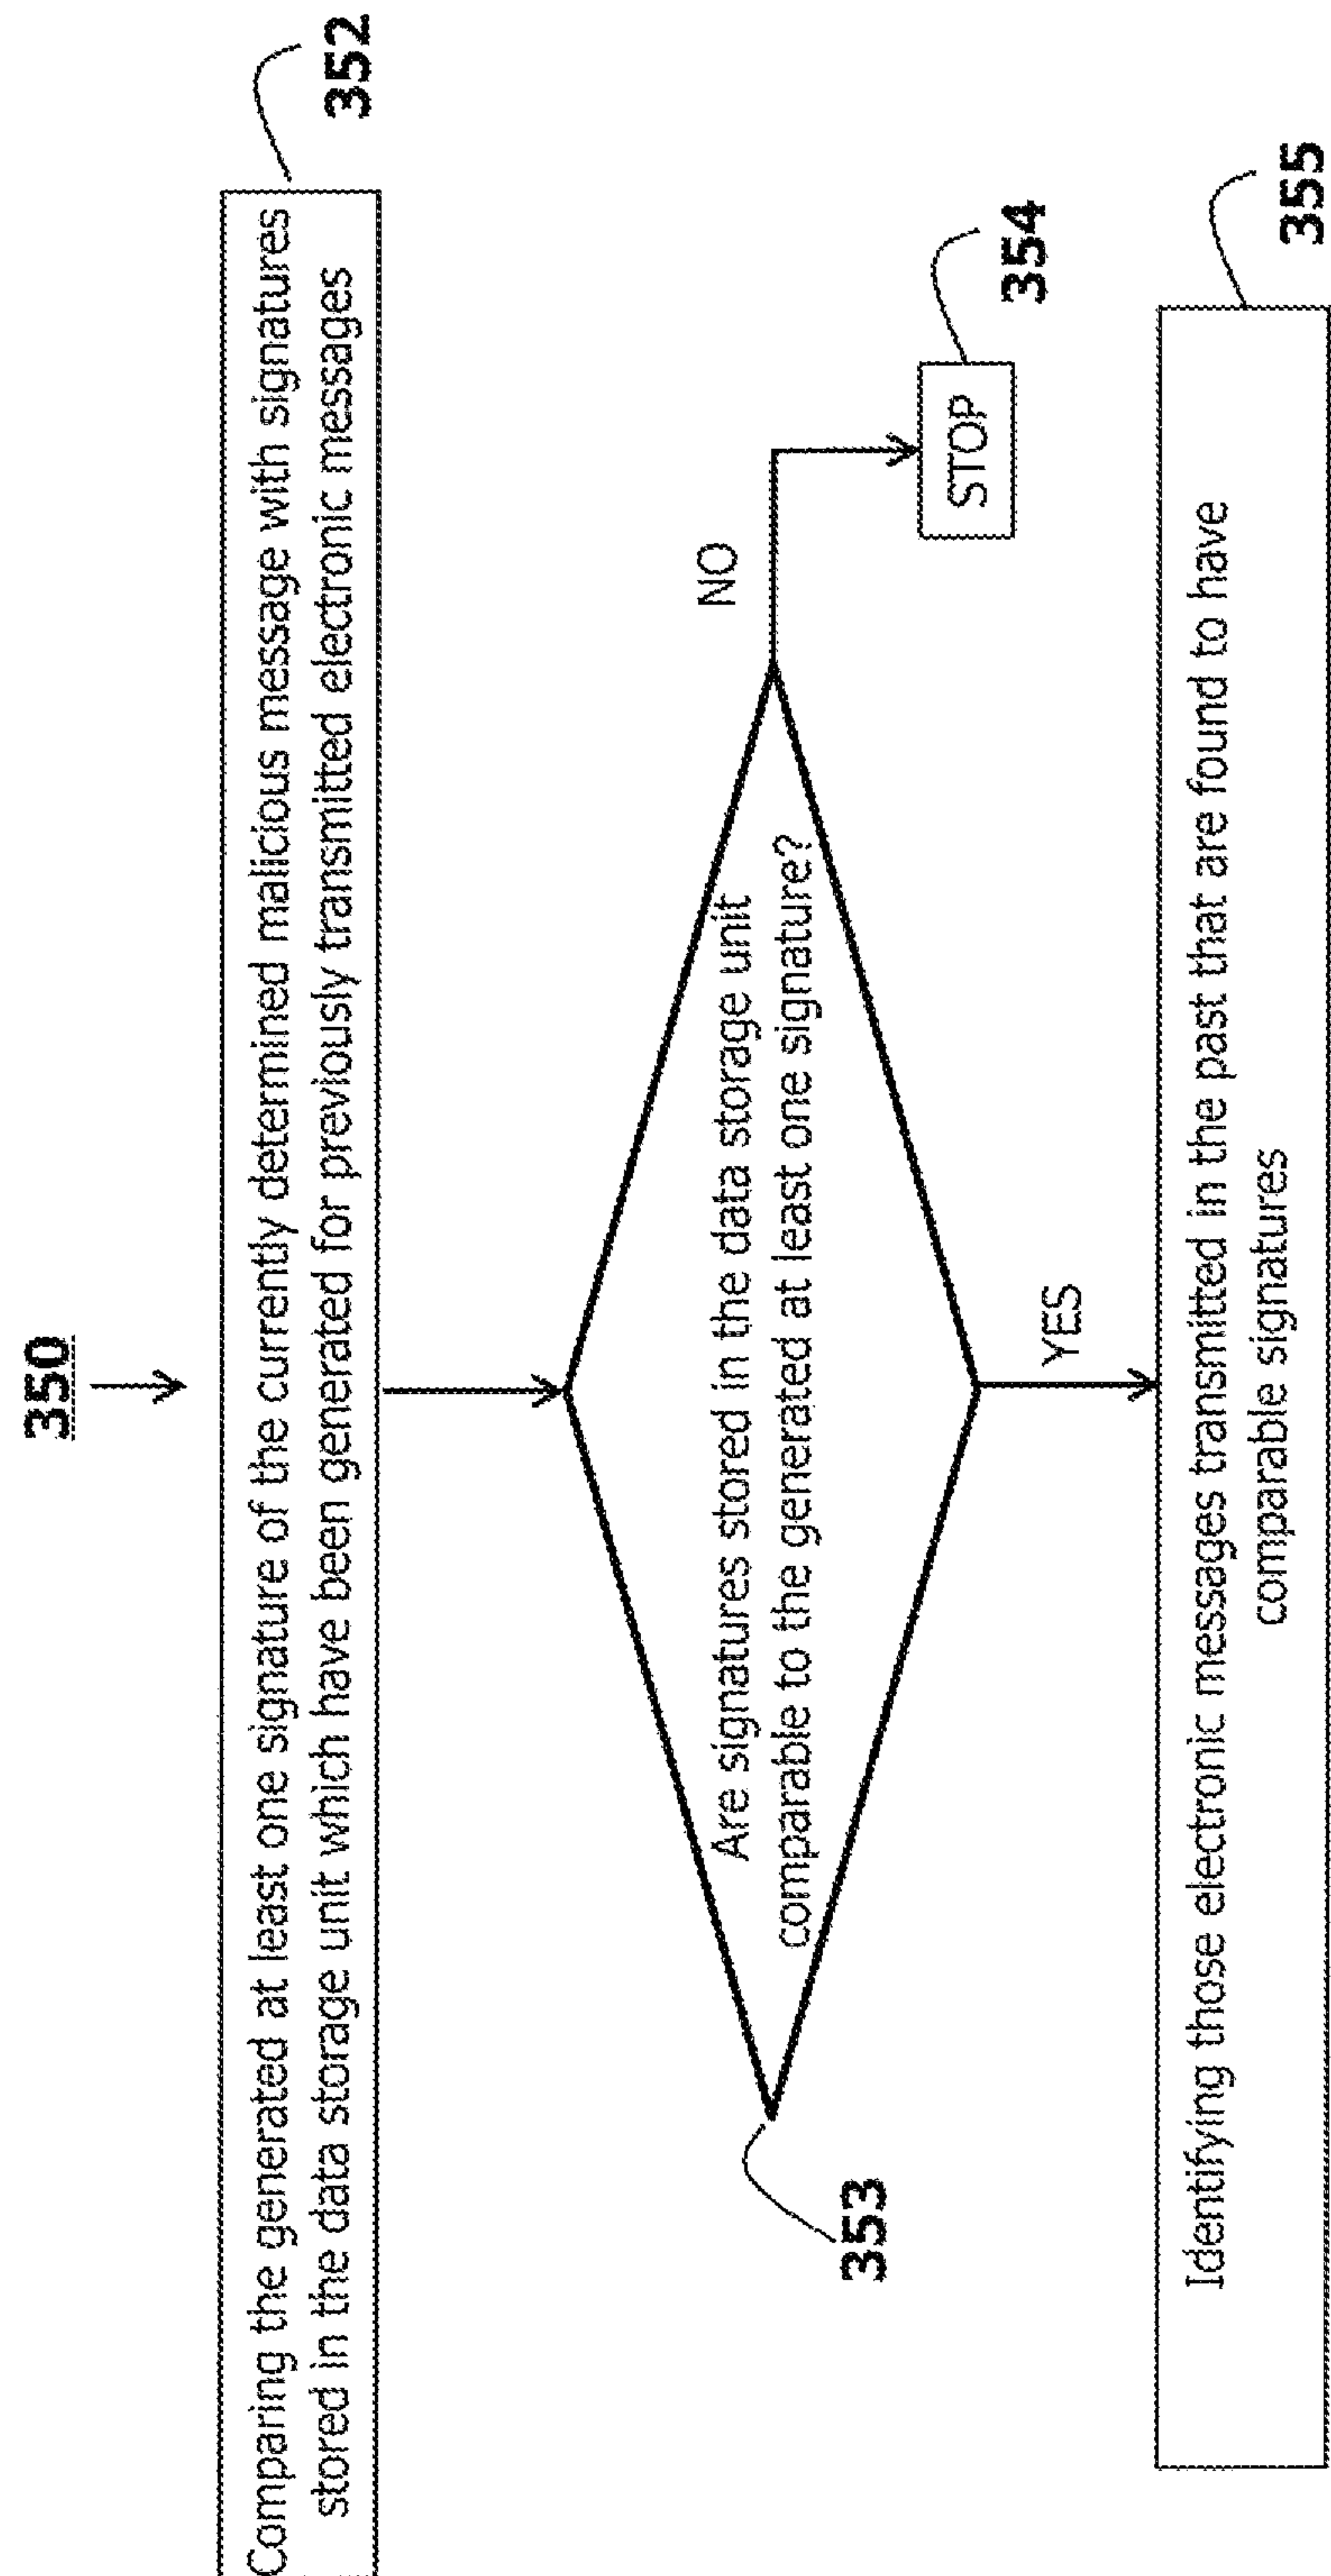 350
Comparing the generated at least one signature of the currently determined malicious message with signatures
stored in the data storage unit which have been generated for previously transmitted electronic messages
352
Are signatures stored in the data storage unit
comparable to the generated at least one signature?
353
NO
STOP
354
YES
Identifying those electronic messages transmitted in the past that are found to have
comparable signatures
355